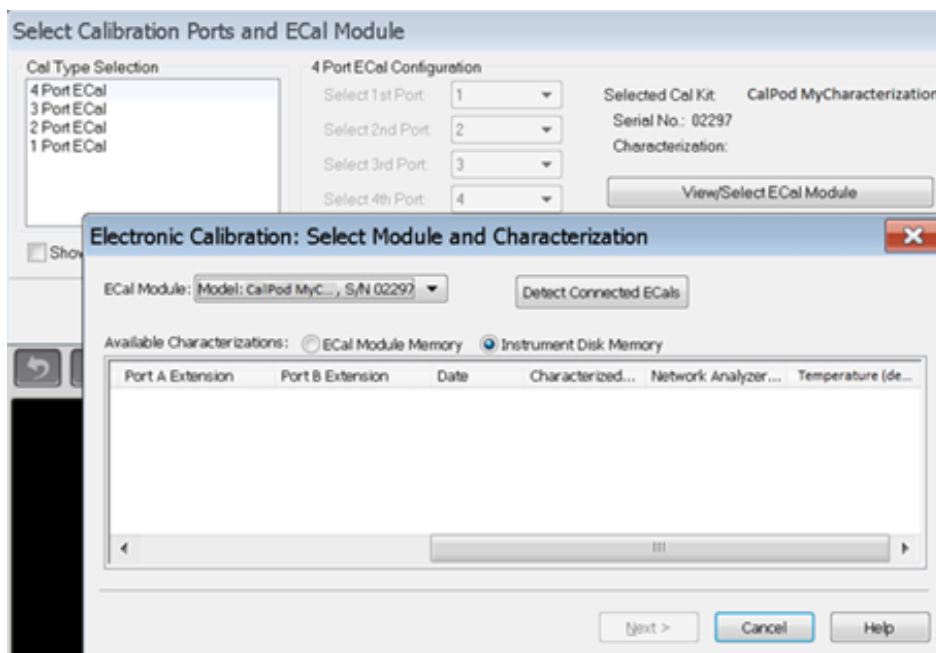 Select Calibration Ports and ECal Module
Cal Type Selection
4 Port ECal
3 Port ECal
2 Port ECal
1 Port ECal
4 Port ECal Configuration
Select 1st Port: 1
Select 2nd Port: 2
Select 3rd Port: 3
Select 4th Port: 4
Selected Cal Kit: CalPod MyCharacterization
Serial No.: 02297
Characterization:
View/Select ECal Module
Show
Electronic Calibration: Select Module and Characterization
ECal Module: Model: CalPod MyC..., S/N 02297
Detect Connected ECals
Available Characterizations: ECal Module Memory Instrument Disk Memory
Port A Extension Port B Extension Date Characterized... Network Analyzer... Temperature (de...
Next >
Cancel
Help